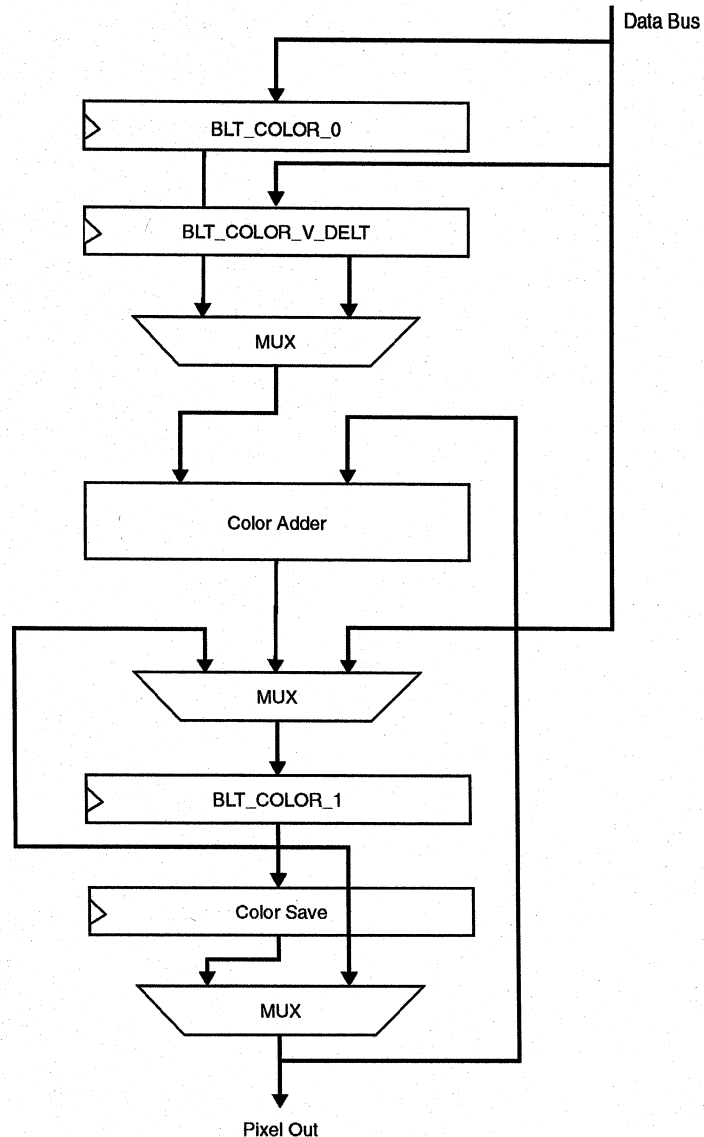 Data Bus
BLT_COLOR_0
BLT_COLOR_V_DELT
MUX
Color Adder
MUX
BLT_COLOR_1
Color Save
MUX
Pixel Out